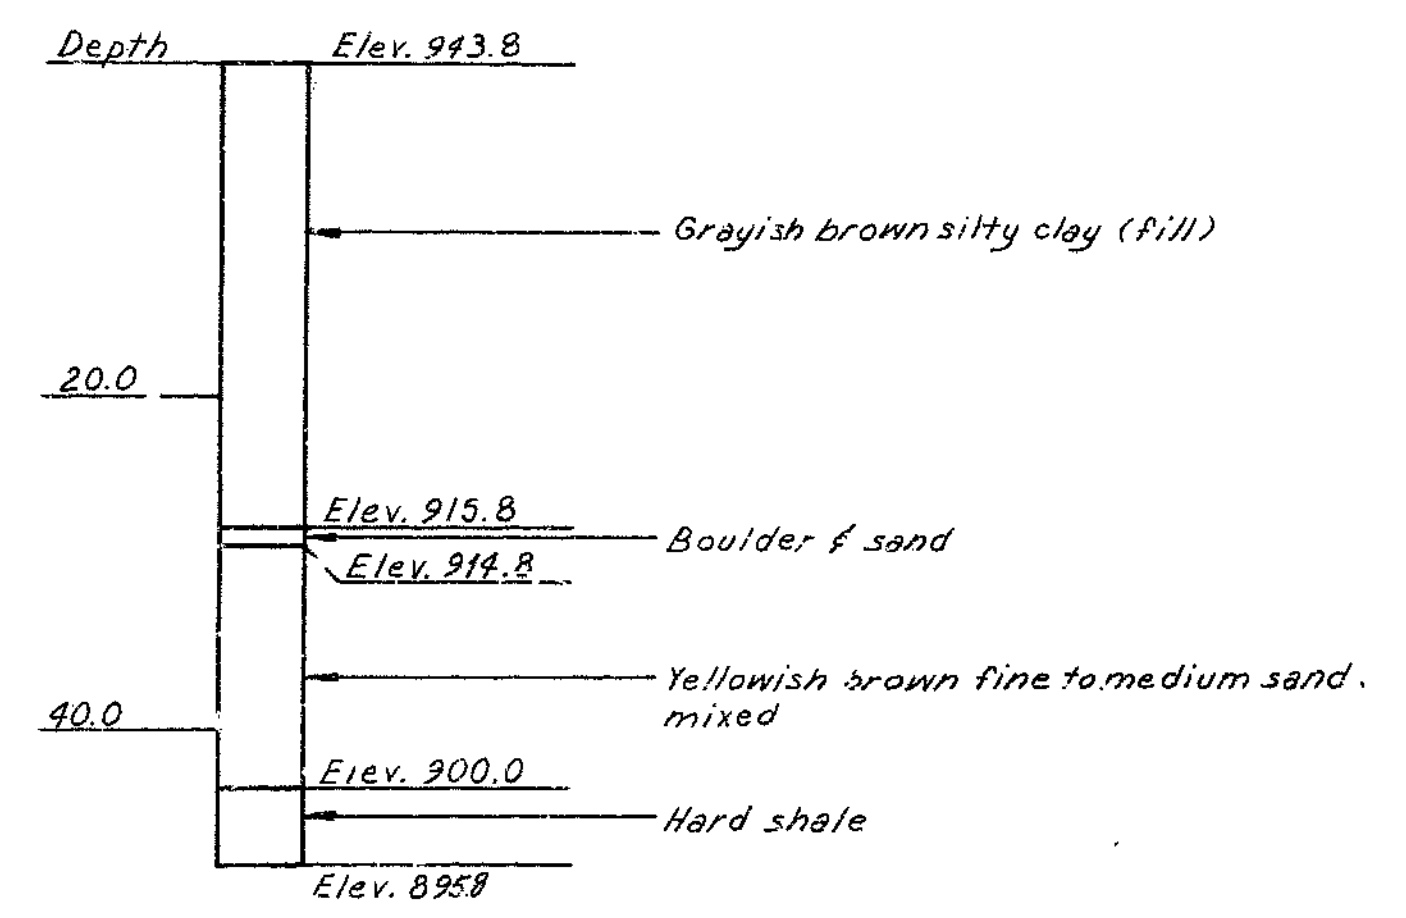 Depth
Elev. 943.8
Grayish brown silty clay (fill)
20.0
Elev. 915.8
Boulder & sand
Elev. 914.8
Yellowish brown fine to medium sand.
mixed
40.0
Elev. 900.0
Hard shale
Elev. 895.8